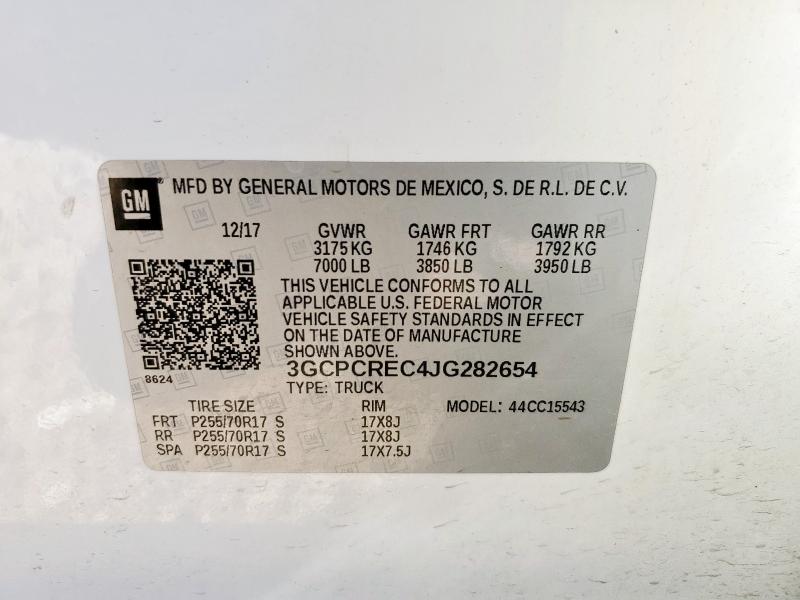 GM MFD BY GENERAL MOTORS DE MEXICO, S. DE R.L. DE C.V.
12/17 GVWR GAWR FRT GAWR RR
3175 KG 1746 KG 1792 KG
7000 LB 3850 LB 3950 LB
THIS VEHICLE CONFORMS TO ALL
APPLICABLE U.S. FEDERAL MOTOR
VEHICLE SAFETY STANDARDS IN EFFECT
ON THE DATE OF MANUFACTURE
SHOWN ABOVE.
3GCPCREC4JG282654
8624
TYPE: TRUCK
TIRE SIZE RIM MODEL: 44CC15543
FRT P255/70R17 S 17X8J
RR P255/70R17 S 17X8J
SPA P255/70R17 S 17X7.5J